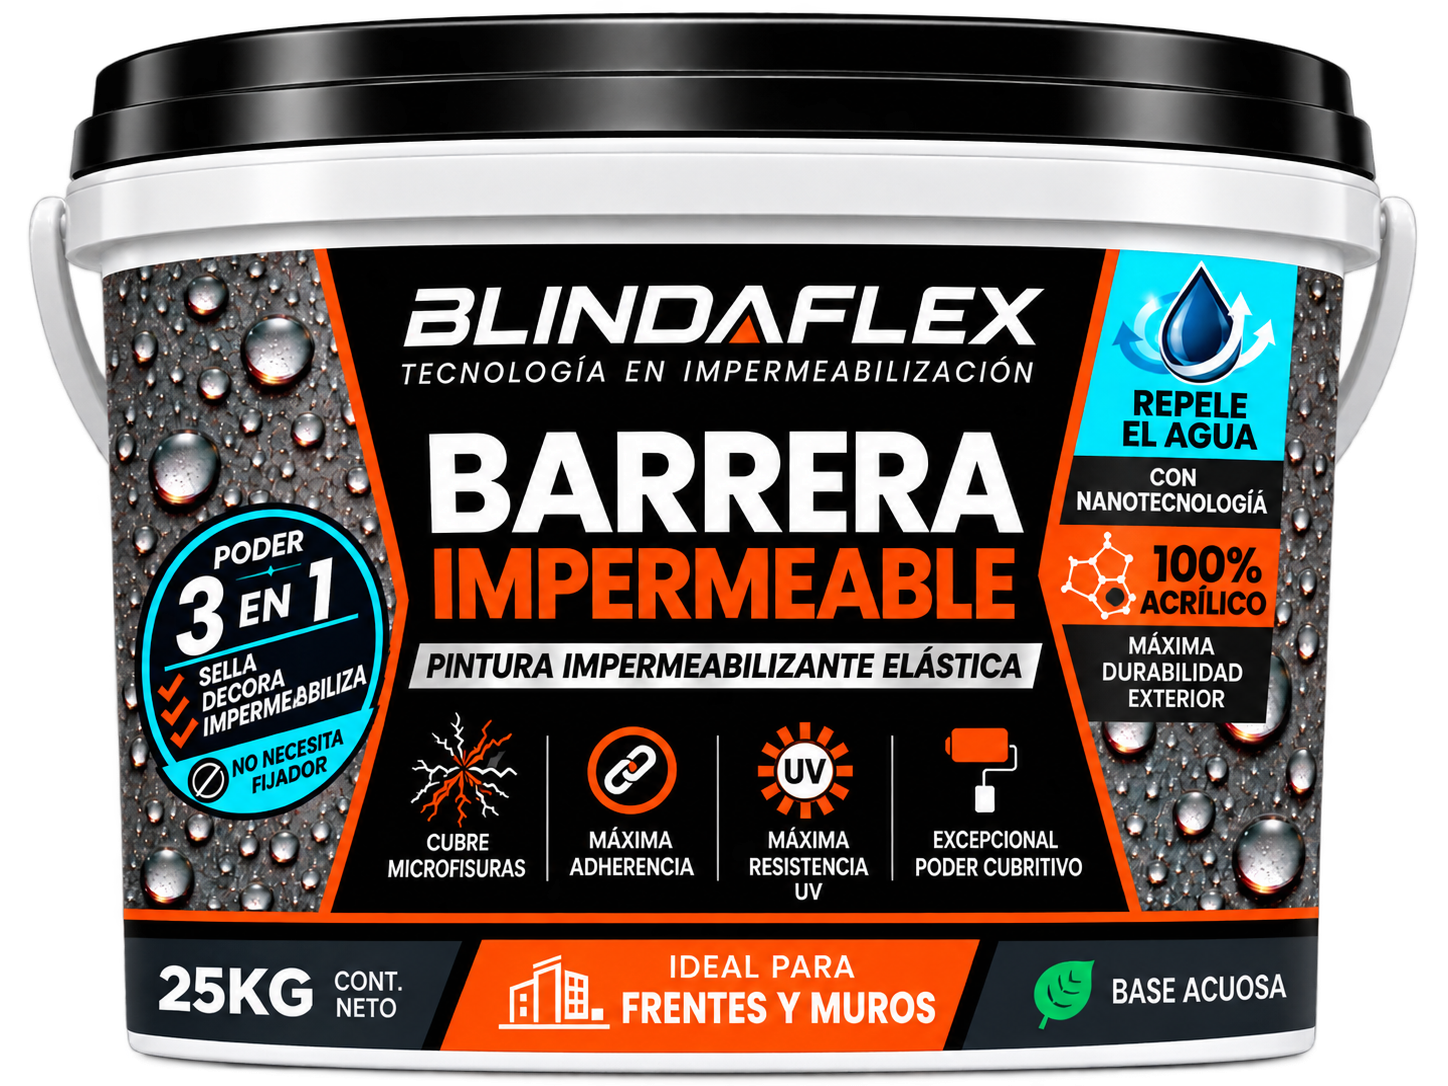 BLINDAFLEX
TECNOLOGÍA EN IMPERMEABILIZACIÓN
BARRERA
IMPERMEABLE
PINTURA IMPERMEABILIZANTE ELÁSTICA
PODER
3 EN 1
SELLA
DECORA
IMPERMEABILIZA
NO NECESITA
FIJADOR
REPELE
EL AGUA
CON
NANOTECNOLOGÍÁ
100%
ACRÍLICO
MÁXIMA
DURABILIDAD
EXTERIOR
CUBRE
MICROFISURAS
MÁXIMA
ADHERENCIA
UV
MÁXIMA
RESISTENCIA
UV
EXCEPCIONAL
PODER CUBRITIVO
25KG
CONT.
NETO
IDEAL PARA
FRENTES Y MUROS
BASE ACUOSA